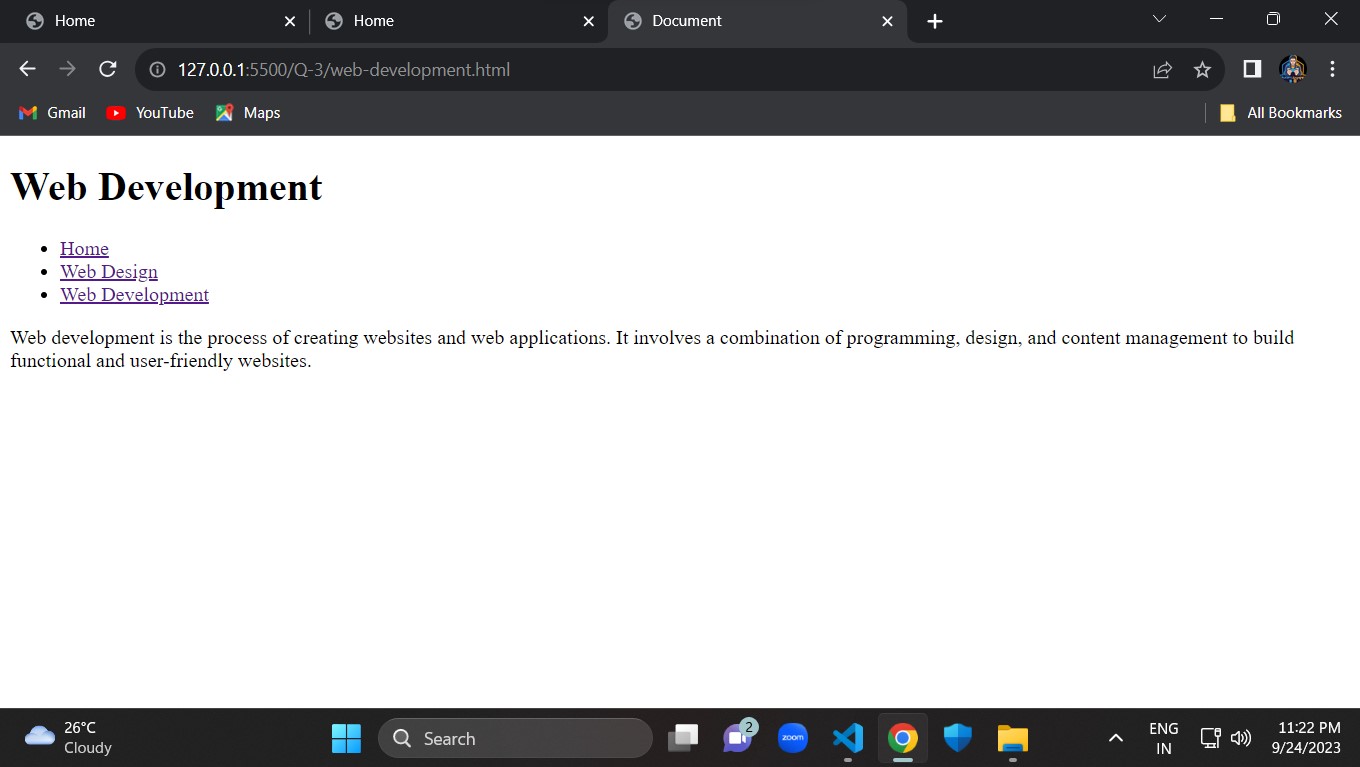 Home
Home
Document
127.0.0.1:5500/Q-3/web-development.html
Gmail
YouTube
Maps
All Bookmarks
Web Development
Home
Web Design
Web Development
Web development is the process of creating websites and web applications. It involves a combination of programming, design, and content management to build
functional and user-friendly websites.
26°C
Cloudy
Search
2
zoom
ENG
IN
11:22 PM
9/24/2023